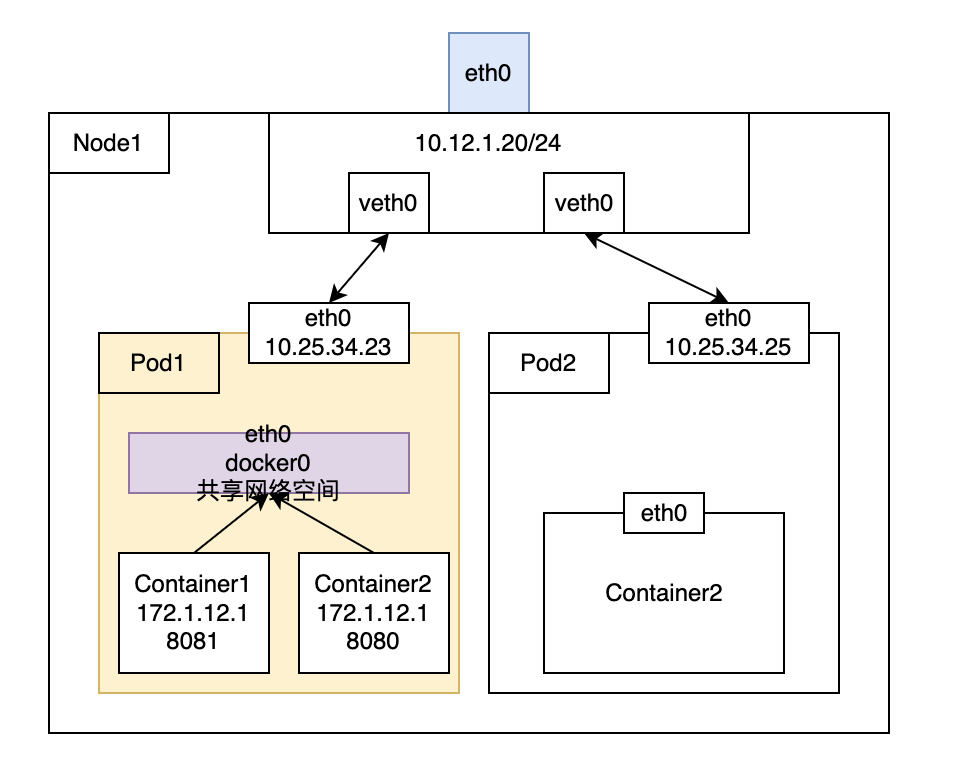 eth0
Node1
10.12.1.20/24
veth0
veth0
eth0
10.25.34.23
eth0
10.25.34.25
Pod1
Pod2
eth0
docker0
共享网络空间
eth0
Container1
172.1.12.1
8081
Container2
172.1.12.1
8080
Container2